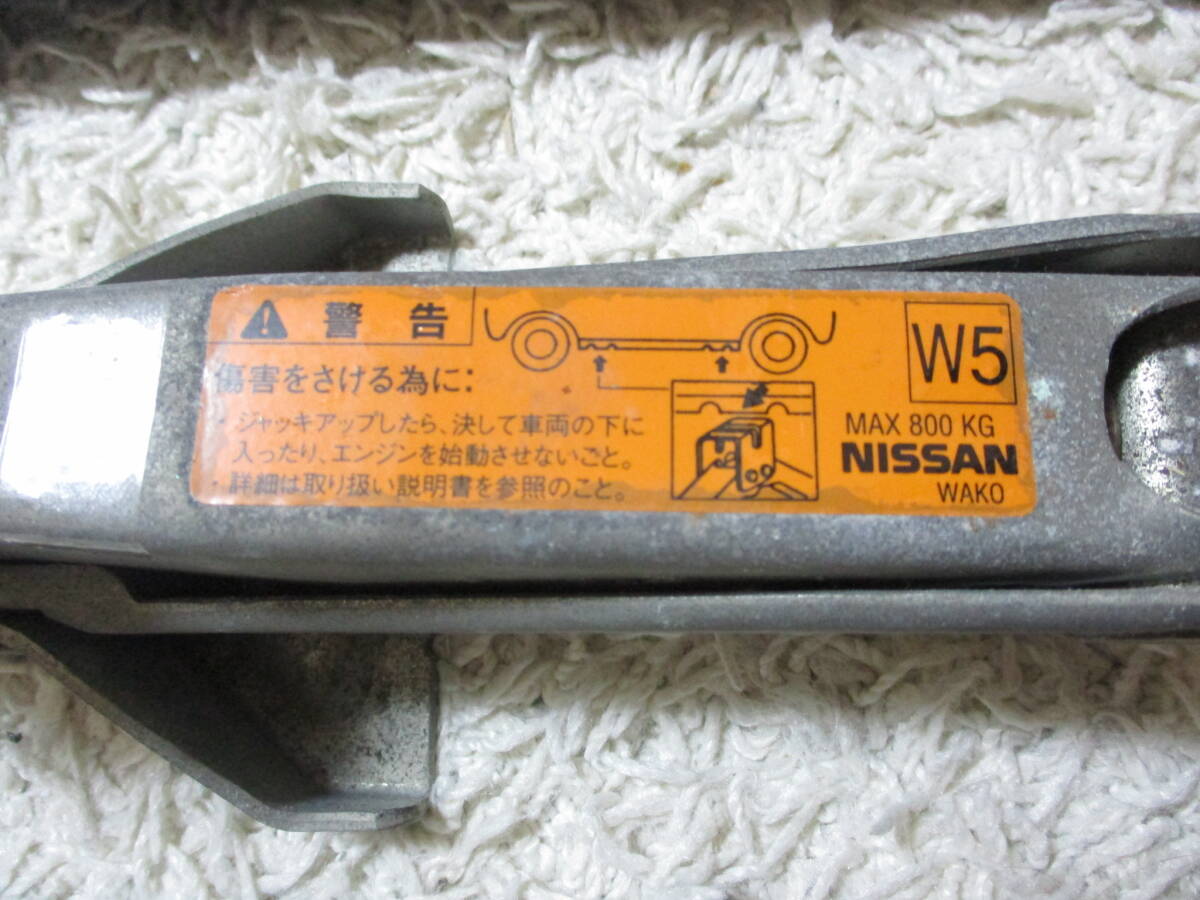 警告
傷害をさける為に:
・ジャッキアップしたら、決して車両の下に
入ったり、エンジンを始動させないごと。
・詳細は取り扱い説明書を参照のこと。
W5
MAX 800 KG
NISSAN
WAKO